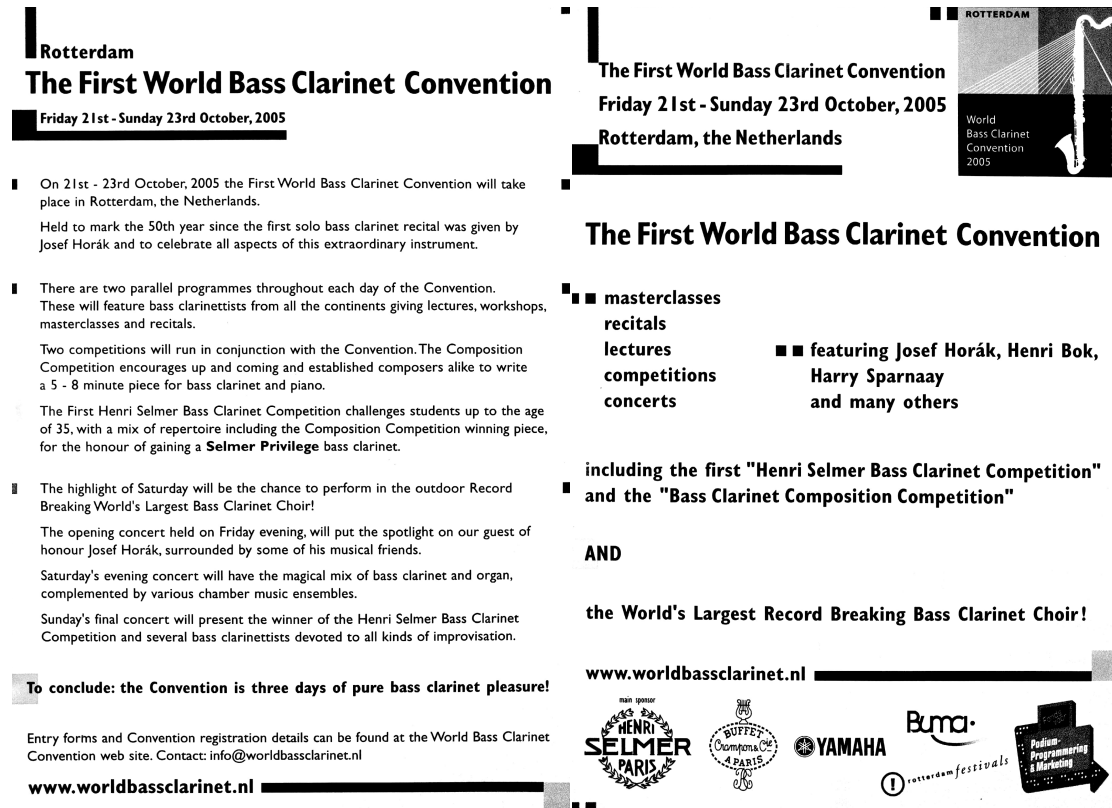 Rotterdam
The First World Bass Clarinet Convention
Friday 21st - Sunday 23rd October, 2005
On 21st - 23rd October, 2005 the First World Bass Clarinet Convention will take
place in Rotterdam, the Netherlands.
Held to mark the 50th year since the first solo bass clarinet recital was given by
Josef Horák and to celebrate all aspects of this extraordinary instrument.
There are two parallel programmes throughout each day of the Convention.
These will feature bass clarinettists from all the continents giving lectures, workshops,
masterclasses and recitals.
Two competitions will run in conjunction with the Convention. The Composition
Competition encourages up and coming and established composers alike to write
a 5 - 8 minute piece for bass clarinet and piano.
The First Henri Selmer Bass Clarinet Competition challenges students up to the age
of 35, with a mix of repertoire including the Composition Competition winning piece,
for the honour of gaining a Selmer Privilege bass clarinet.
The highlight of Saturday will be the chance to perform in the outdoor Record
Breaking World's Largest Bass Clarinet Choir!
The opening concert held on Friday evening, will put the spotlight on our guest of
honour Josef Horák, surrounded by some of his musical friends.
Saturday's evening concert will have the magical mix of bass clarinet and organ,
complemented by various chamber music ensembles.
Sunday's final concert will present the winner of the Henri Selmer Bass Clarinet
Competition and several bass clarinettists devoted to all kinds of improvisation.
To conclude: the Convention is three days of pure bass clarinet pleasure!
Entry forms and Convention registration details can be found at the World Bass Clarinet
Convention web site. Contact: info@worldbassclarinet.nl
www.worldbassclarinet.nl
The First World Bass Clarinet Convention
Friday 21st - Sunday 23rd October, 2005
Rotterdam, the Netherlands
ROTTERDAM
World
Bass Clarinet
Convention
2005
The First World Bass Clarinet Convention
masterclasses
recitals
lectures
competitions
concerts
featuring Josef Horák, Henri Bok,
Harry Sparnaay
and many others
including the first "Henri Selmer Bass Clarinet Competition"
and the "Bass Clarinet Composition Competition"
AND
the World's Largest Record Breaking Bass Clarinet Choir!
www.worldbassclarinet.nl
main sponsor
HENRI
SELMER
PARIS
BUFFET
Crampon & Cie
A PARIS
YAMAHA
Buma
rotterdam festivals
Podium-
Programmering
& Marketing